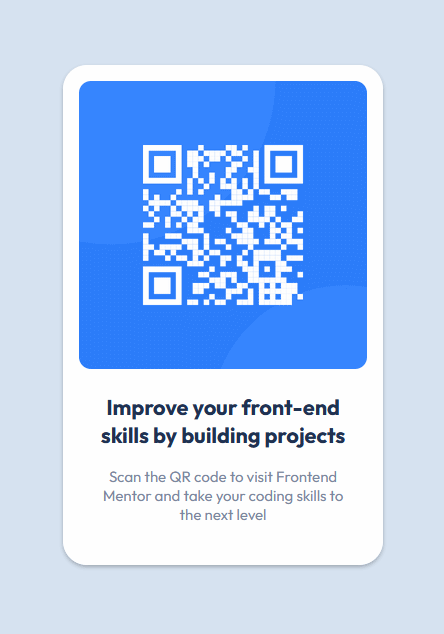 Improve your front-end
skills by building projects
Scan the QR code to visit Frontend
Mentor and take your coding skills to
the next level